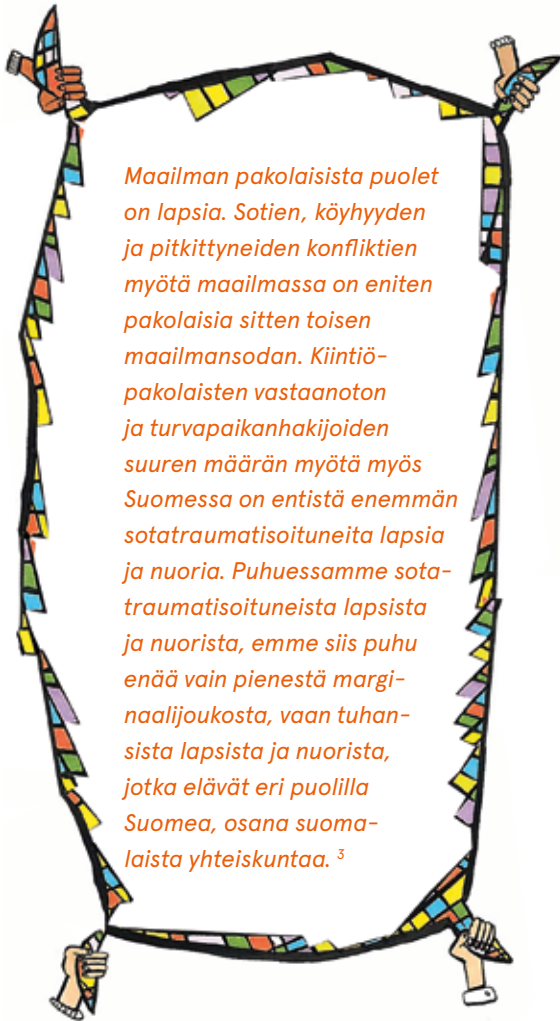 Maailman pakolaisista puolet
on lapsia. Sotien, köyhyyden
ja pitkittyneiden konfliktien
myötä maailmassa on eniten
pakolaisia sitten toisen
maailmansodan. Kiintiö-
pakolaisten vastaanoton
ja turvapaikanhakijoiden
suuren määrän myötä myös
Suomessa on entistä enemmän
sotatraumatisoituneita lapsia
ja nuoria. Puhuessamme sota-
traumatisoituneista lapsista
ja nuorista, emme siis puhu
enää vain pienestä margi-
naalijoukosta, vaan tuhan-
sista lapsista ja nuorista,
jotka elävät eri puolilla
Suomea, osana suoma-
laista yhteiskuntaa. ³